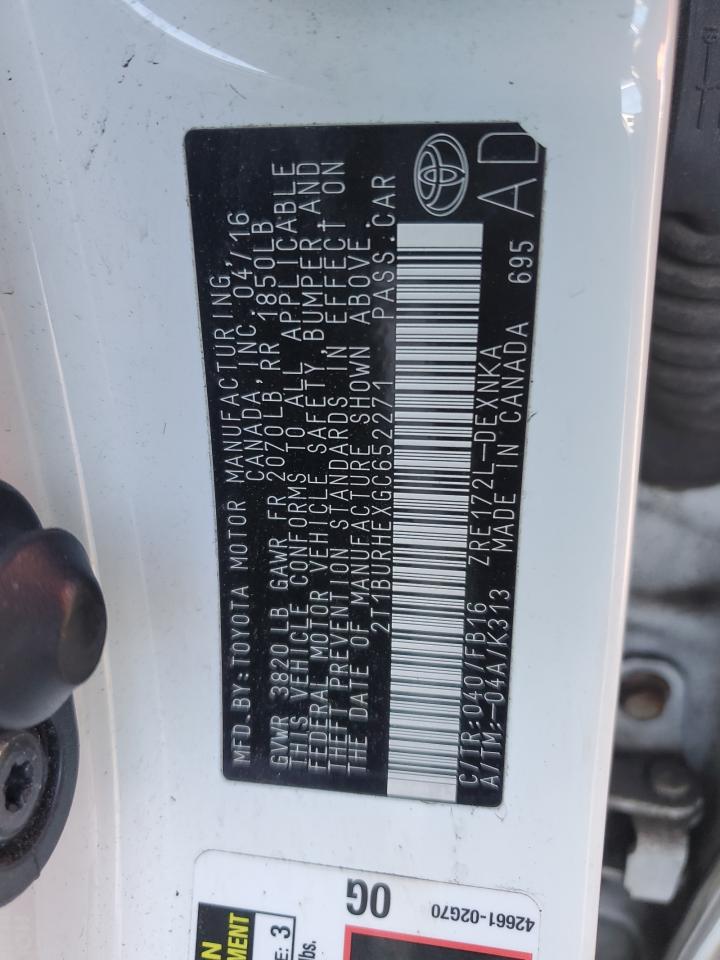 MFD.BY:TOYOTA MOTOR MANUFACTURING,
CANADA, INC. 04/16
GVWR 3820LB GAWR FR 2070LB, RR 1850LB
THIS VEHICLE CONFORMS TO ALL APPLICABLE
FEDERAL MOTOR VEHICLE SAFETY, BUMPER, AND
THEFT PREVENTION STANDARDS IN EFFECT ON
THE DATE OF MANUFACTURE SHOWN ABOVE.
2T1BURHEXGC652271 PASS.CAR
C/TR:040/FB16 ZRE172L-DEXNKA
A/TM:-04A/K313 MADE IN CANADA 695
AD
0G
42661-02G70
3
lbs.